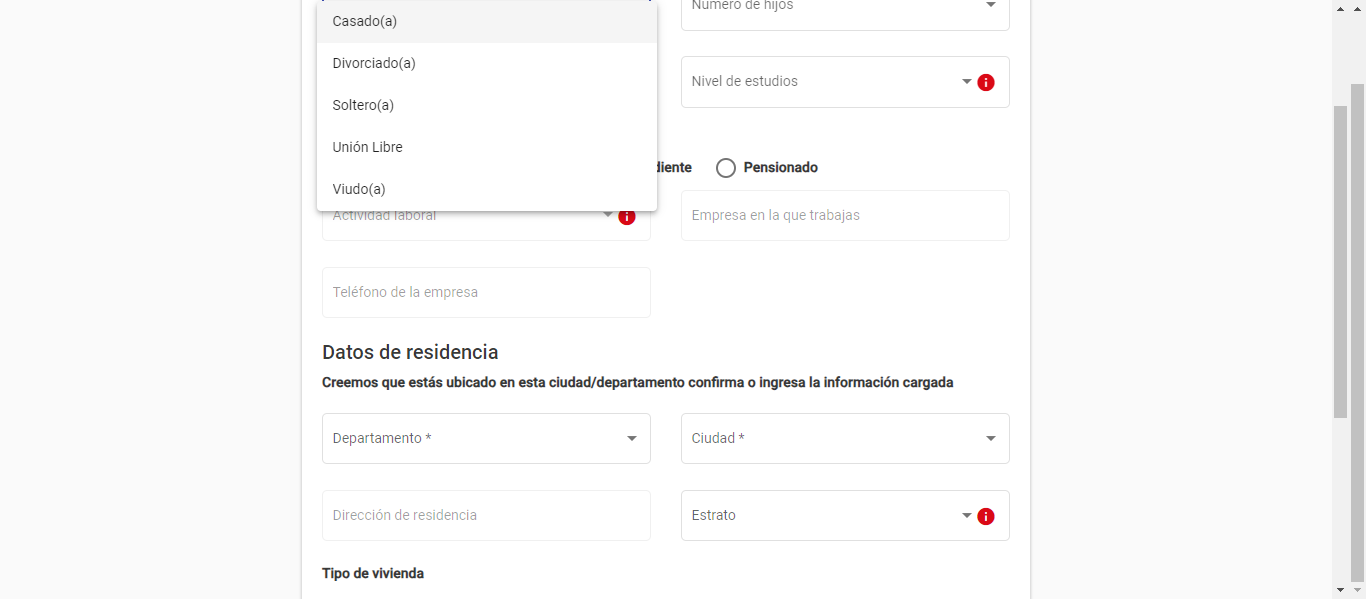 Casado(a)
Número de hijos
Divorciado(a)
Nivel de estudios
Soltero(a)
Unión Libre
Viudo(a)
Pensionado
Actividad laboral
Empresa en la que trabajas
Teléfono de la empresa
Datos de residencia
Creemos que estás ubicado en esta ciudad/departamento confirma o ingresa la información cargada
Departamento *
Ciudad *
Dirección de residencia
Estrato
Tipo de vivienda